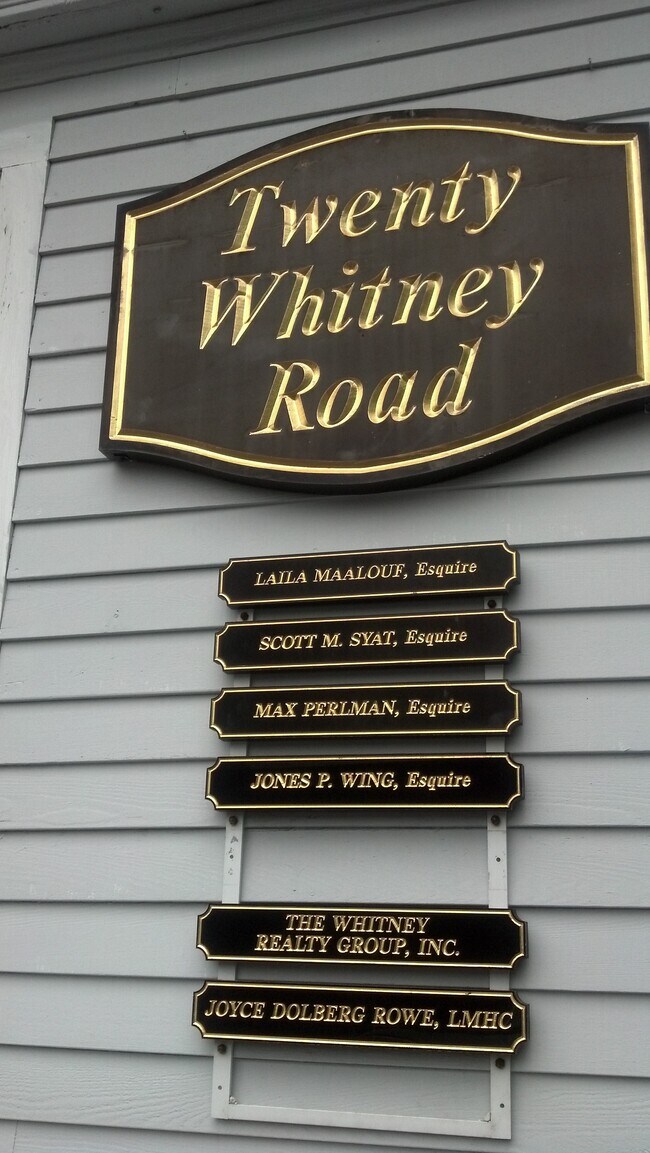 Twenty
Whitney
Road
LAILA MAALOUF, Esquire
SCOTT M. SYAT, Esquire
MAX PERLMAN, Esquire
JONES P. WING, Esquire
THE WHITNEY
REALTY GROUP, INC.
JOYCE DOLBERG ROWE, LMHC